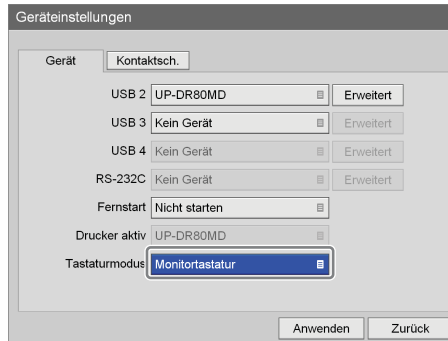 Geräteinstellungen
Gerät Kontaktsch.
USB 2 UP-DR80MD Erweitert
USB 3 Kein Gerät Erweitert
USB 4 Kein Gerät Erweitert
RS-232C Kein Gerät Erweitert
Fernstart Nicht starten
Drucker aktiv UP-DR80MD
Tastaturmodus Monitortastatur
Anwenden Zurück